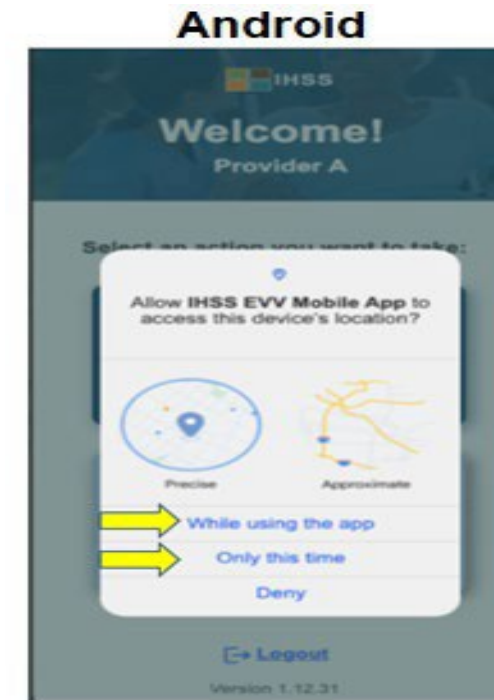 Android
IHSS
Welcome!
Provider A
Select an action you want to take:
Allow IHSS EVV Mobile App to
access this device's location?
Precise
Approximate
While using the app
Only this time
Deny
Logout
Version 1.12.31